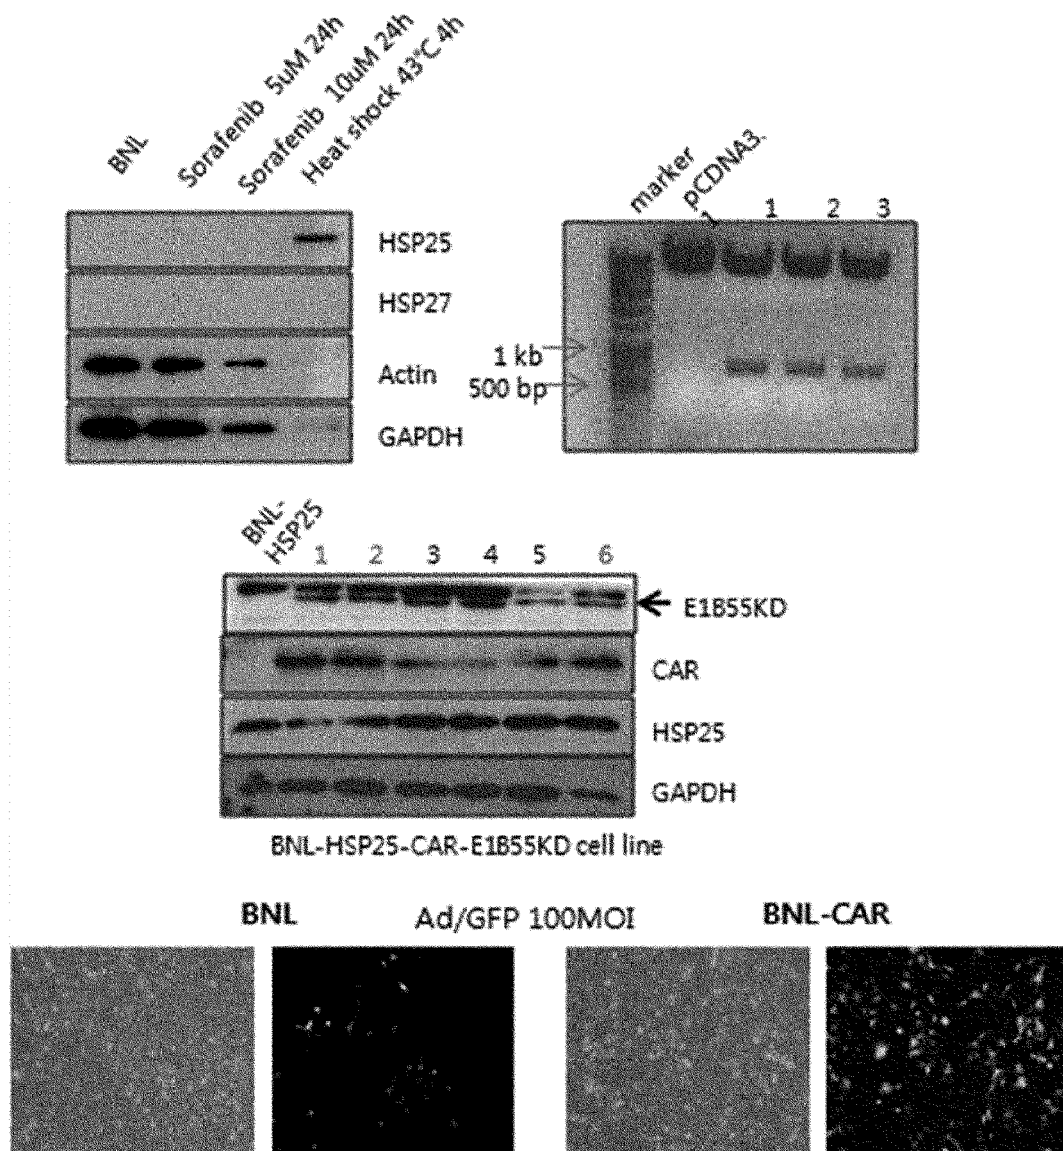 BNL
Sorafenib 5uM 24h
Sorafenib 10uM 24h
Heat shock 43°C 4h
HSP25
HSP27
Actin
GAPDH
marker
pCDNA3.
1
1 2 3
1 kb
500 bp
BNL-
HSP25
1 2 3 4 5 6
E1B55KD
CAR
HSP25
GAPDH
BNL-HSP25-CAR-E1B55KD cell line
BNL Ad/GFP 100MOI BNL-CAR